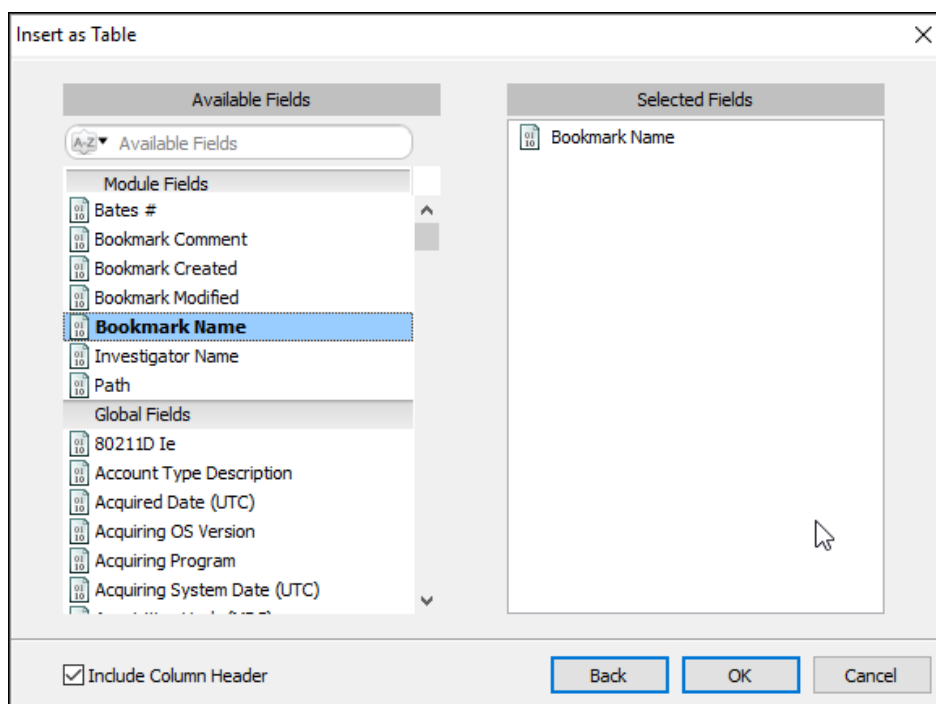 Insert as Table
Available Fields
Available Fields
Module Fields
Bates #
Bookmark Comment
Bookmark Created
Bookmark Modified
Bookmark Name
Investigator Name
Path
Global Fields
80211D Ie
Account Type Description
Acquired Date (UTC)
Acquiring OS Version
Acquiring Program
Acquiring System Date (UTC)
Selected Fields
Bookmark Name
Include Column Header
Back
OK
Cancel